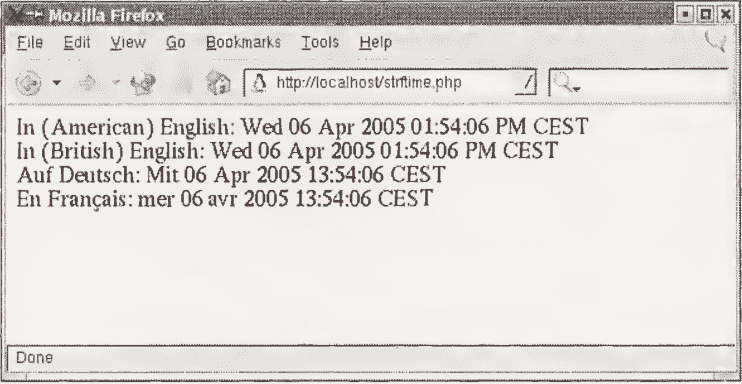 Mozilla Firefox
File Edit View Go Bookmarks Tools Help
http://localhost/strftime.php
In (American) English: Wed 06 Apr 2005 01:54:06 PM CEST
In (British) English: Wed 06 Apr 2005 01:54:06 PM CEST
Auf Deutsch: Mit 06 Apr 2005 13:54:06 CEST
En Français: mer 06 avr 2005 13:54:06 CEST
Done